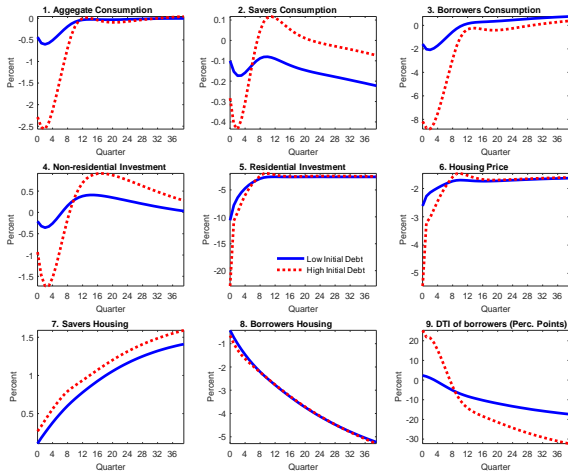 1. Aggegate Consumption
2. Savers Consumption
3. Borrowers Consumption
0
-0.5
-1
-1.5
-2
-2.5
Percent
0 4 8 12 16 20 24 28 32 36
Quarter
0.1
0
-0.1
-0.2
-0.3
-0.4
Percent
0 4 8 12 16 20 24 28 32 36
Quarter
0
-2
-4
-6
-8
Percent
0 4 8 12 16 20 24 28 32 36
Quarter
4. Non-residential Investment
5. Residential Investment
6. Housing Price
0.5
0
-0.5
-1
-1.5
Percent
0 4 8 12 16 20 24 28 32 36
Quarter
-5
-10
-15
-20
Percent
Low Initial Debt
High Initial Debt
0 4 8 12 16 20 24 28 32 36
Quarter
-2
-3
-4
-5
Percent
0 4 8 12 16 20 24 28 32 36
Quarter
7. Savers Housing
8. Borrowers Housing
9. DTI of borrowers (Perc. Points)
1.5
1
0.5
Percent
0 4 8 12 16 20 24 28 32 36
Quarter
-1
-2
-3
-4
-5
Percent
0 4 8 12 16 20 24 28 32 36
Quarter
20
10
0
-10
-20
-30
Percent
0 4 8 12 16 20 24 28 32 36
Quarter